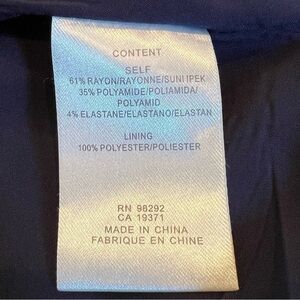 CONTENT
SELF
61% RAYON/RAYONNE/SUNI IPEK
35% POLYAMIDE/POLIAMIDA/
POLYAMID
4% ELASTANE/ELASTANO/ELASTAN
LINING
100% POLYESTER/POLIESTER
RN 98292
CA 19371
MADE IN CHINA
FABRIQUE EN CHINE